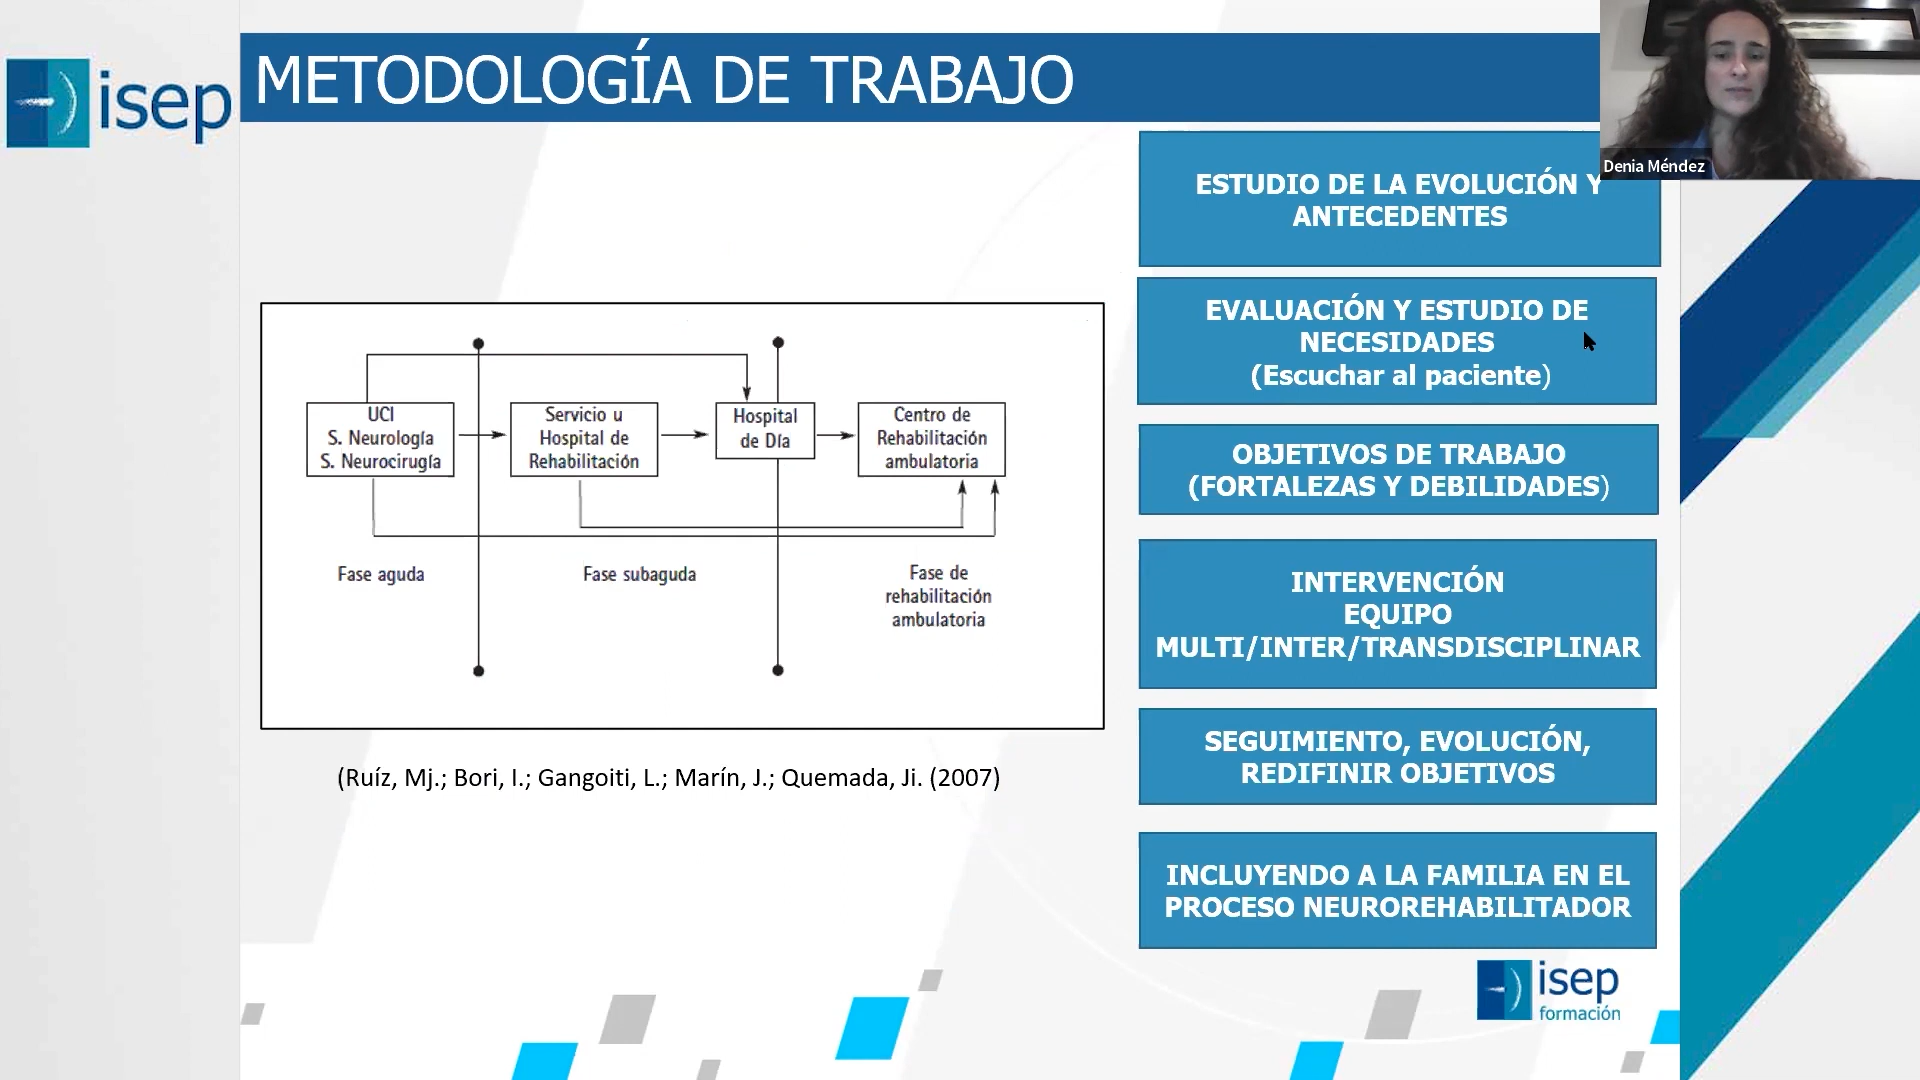 isep
METODOLOGÍA DE TRABAJO
Denia Méndez
ESTUDIO DE LA EVOLUCIÓN Y
ANTECEDENTES
EVALUACIÓN Y ESTUDIO DE
NECESIDADES
(Escuchar al paciente)
OBJETIVOS DE TRABAJO
(FORTALEZAS Y DEBILIDADES)
INTERVENCIÓN
EQUIPO
MULTI/INTER/TRANSDISCIPLINAR
SEGUIMIENTO, EVOLUCIÓN,
REDIFINIR OBJETIVOS
INCLUYENDO A LA FAMILIA EN EL
PROCESO NEUROREHABILITADOR
UCI
S. Neurología
S. Neurocirugía
Servicio u
Hospital de
Rehabilitación
Hospital
de Día
Centro de
Rehabilitación
ambulatoria
Fase aguda
Fase subaguda
Fase de
rehabilitación
ambulatoria
(Ruíz, Mj.; Bori, I.; Gangoiti, L.; Marín, J.; Quemada, Ji. (2007)
isep
formación